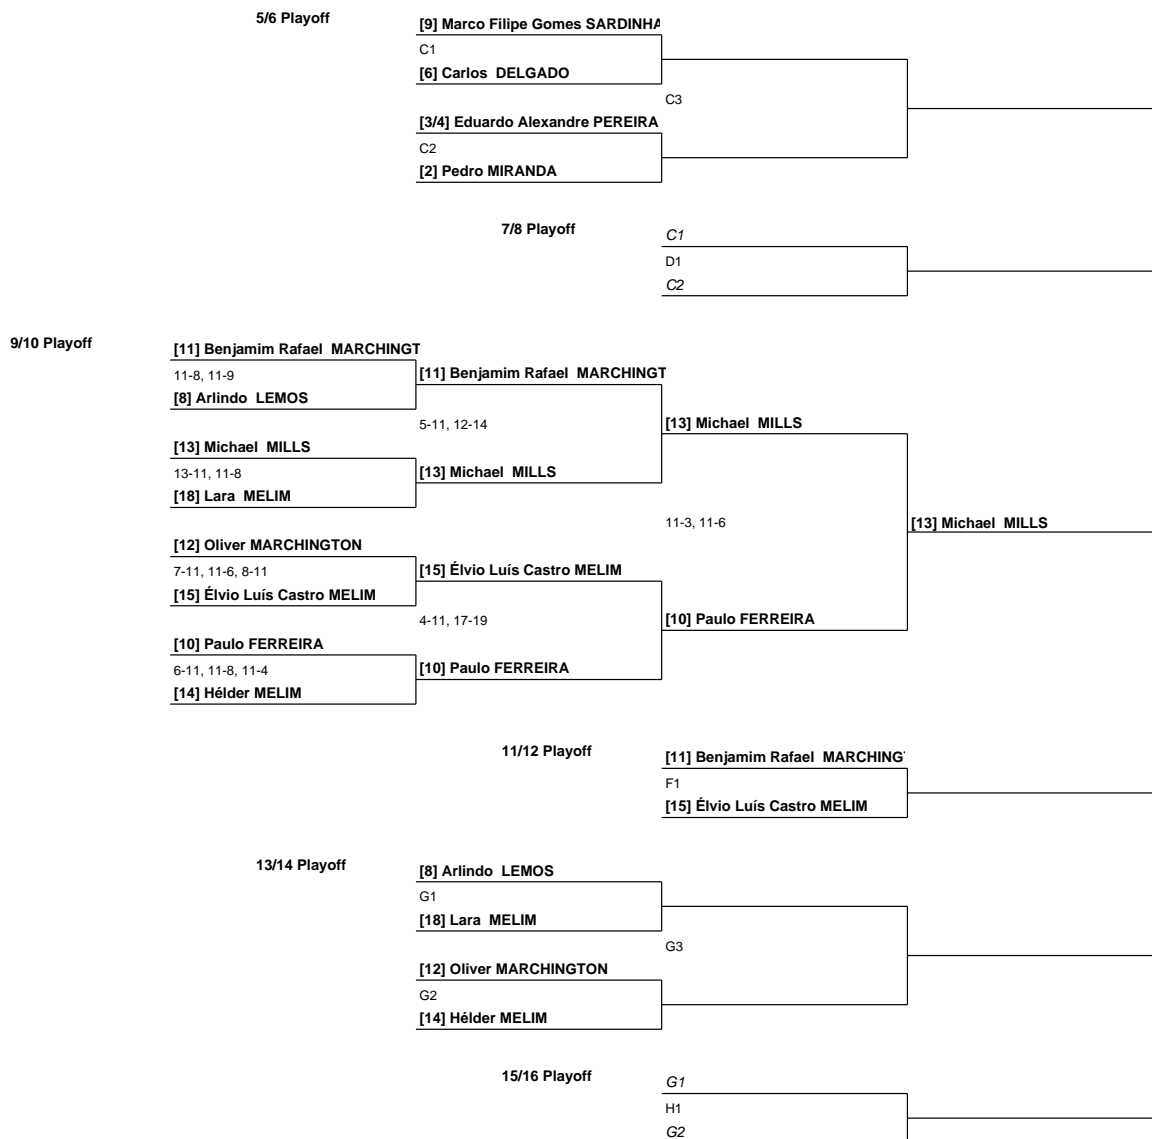 5/6 Playoff
[9] Marco Filipe Gomes SARDINHA
C1
[6] Carlos DELGADO
C3
[3/4] Eduardo Alexandre PEREIRA
C2
[2] Pedro MIRANDA
7/8 Playoff
C1
D1
C2
9/10 Playoff
[11] Benjamim Rafael MARCHINGT
11-8, 11-9
[8] Arlindo LEMOS
[11] Benjamim Rafael MARCHINGT
5-11, 12-14
[13] Michael MILLS
[13] Michael MILLS
13-11, 11-8
[18] Lara MELIM
[13] Michael MILLS
11-3, 11-6
[13] Michael MILLS
[12] Oliver MARCHINGTON
7-11, 11-6, 8-11
[15] Élvio Luís Castro MELIM
[15] Élvio Luís Castro MELIM
4-11, 17-19
[10] Paulo FERREIRA
[10] Paulo FERREIRA
6-11, 11-8, 11-4
[14] Hélder MELIM
[10] Paulo FERREIRA
11/12 Playoff
[11] Benjamim Rafael MARCHING
F1
[15] Élvio Luís Castro MELIM
13/14 Playoff
[8] Arlindo LEMOS
G1
[18] Lara MELIM
G3
[12] Oliver MARCHINGTON
G2
[14] Hélder MELIM
15/16 Playoff
G1
H1
G2